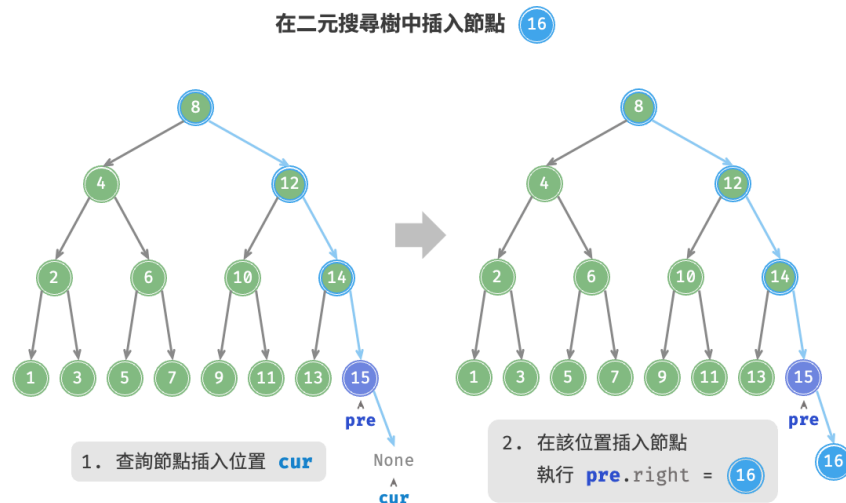 在二元搜尋樹中插入節點 16
8
4 12
2 6 10 14
1 3 5 7 9 11 13 15
pre
None
cur
1. 查詢節點插入位置 cur
8
4 12
2 6 10 14
1 3 5 7 9 11 13 15
pre
16
2. 在該位置插入節點
執行 pre.right = 16